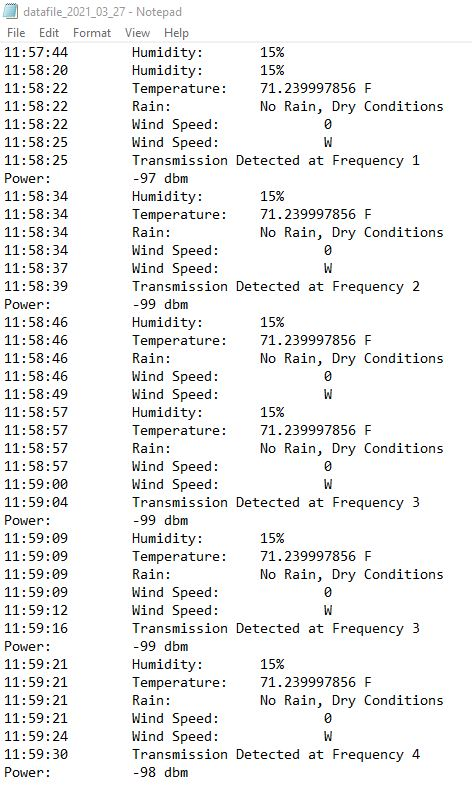 datafile_2021_03_27 - Notepad
File Edit Format View Help
11:57:44 Humidity: 15%
11:58:20 Humidity: 15%
11:58:22 Temperature: 71.239997856 F
11:58:22 Rain: No Rain, Dry Conditions
11:58:22 Wind Speed: 0
11:58:25 Wind Speed: W
11:58:25 Transmission Detected at Frequency 1
Power: -97 dbm
11:58:34 Humidity: 15%
11:58:34 Temperature: 71.239997856 F
11:58:34 Rain: No Rain, Dry Conditions
11:58:34 Wind Speed: 0
11:58:37 Wind Speed: W
11:58:39 Transmission Detected at Frequency 2
Power: -99 dbm
11:58:46 Humidity: 15%
11:58:46 Temperature: 71.239997856 F
11:58:46 Rain: No Rain, Dry Conditions
11:58:46 Wind Speed: 0
11:58:49 Wind Speed: W
11:58:57 Humidity: 15%
11:58:57 Temperature: 71.239997856 F
11:58:57 Rain: No Rain, Dry Conditions
11:58:57 Wind Speed: 0
11:59:00 Wind Speed: W
11:59:04 Transmission Detected at Frequency 3
Power: -99 dbm
11:59:09 Humidity: 15%
11:59:09 Temperature: 71.239997856 F
11:59:09 Rain: No Rain, Dry Conditions
11:59:09 Wind Speed: 0
11:59:12 Wind Speed: W
11:59:16 Transmission Detected at Frequency 3
Power: -99 dbm
11:59:21 Humidity: 15%
11:59:21 Temperature: 71.239997856 F
11:59:21 Rain: No Rain, Dry Conditions
11:59:21 Wind Speed: 0
11:59:24 Wind Speed: W
11:59:30 Transmission Detected at Frequency 4
Power: -98 dbm